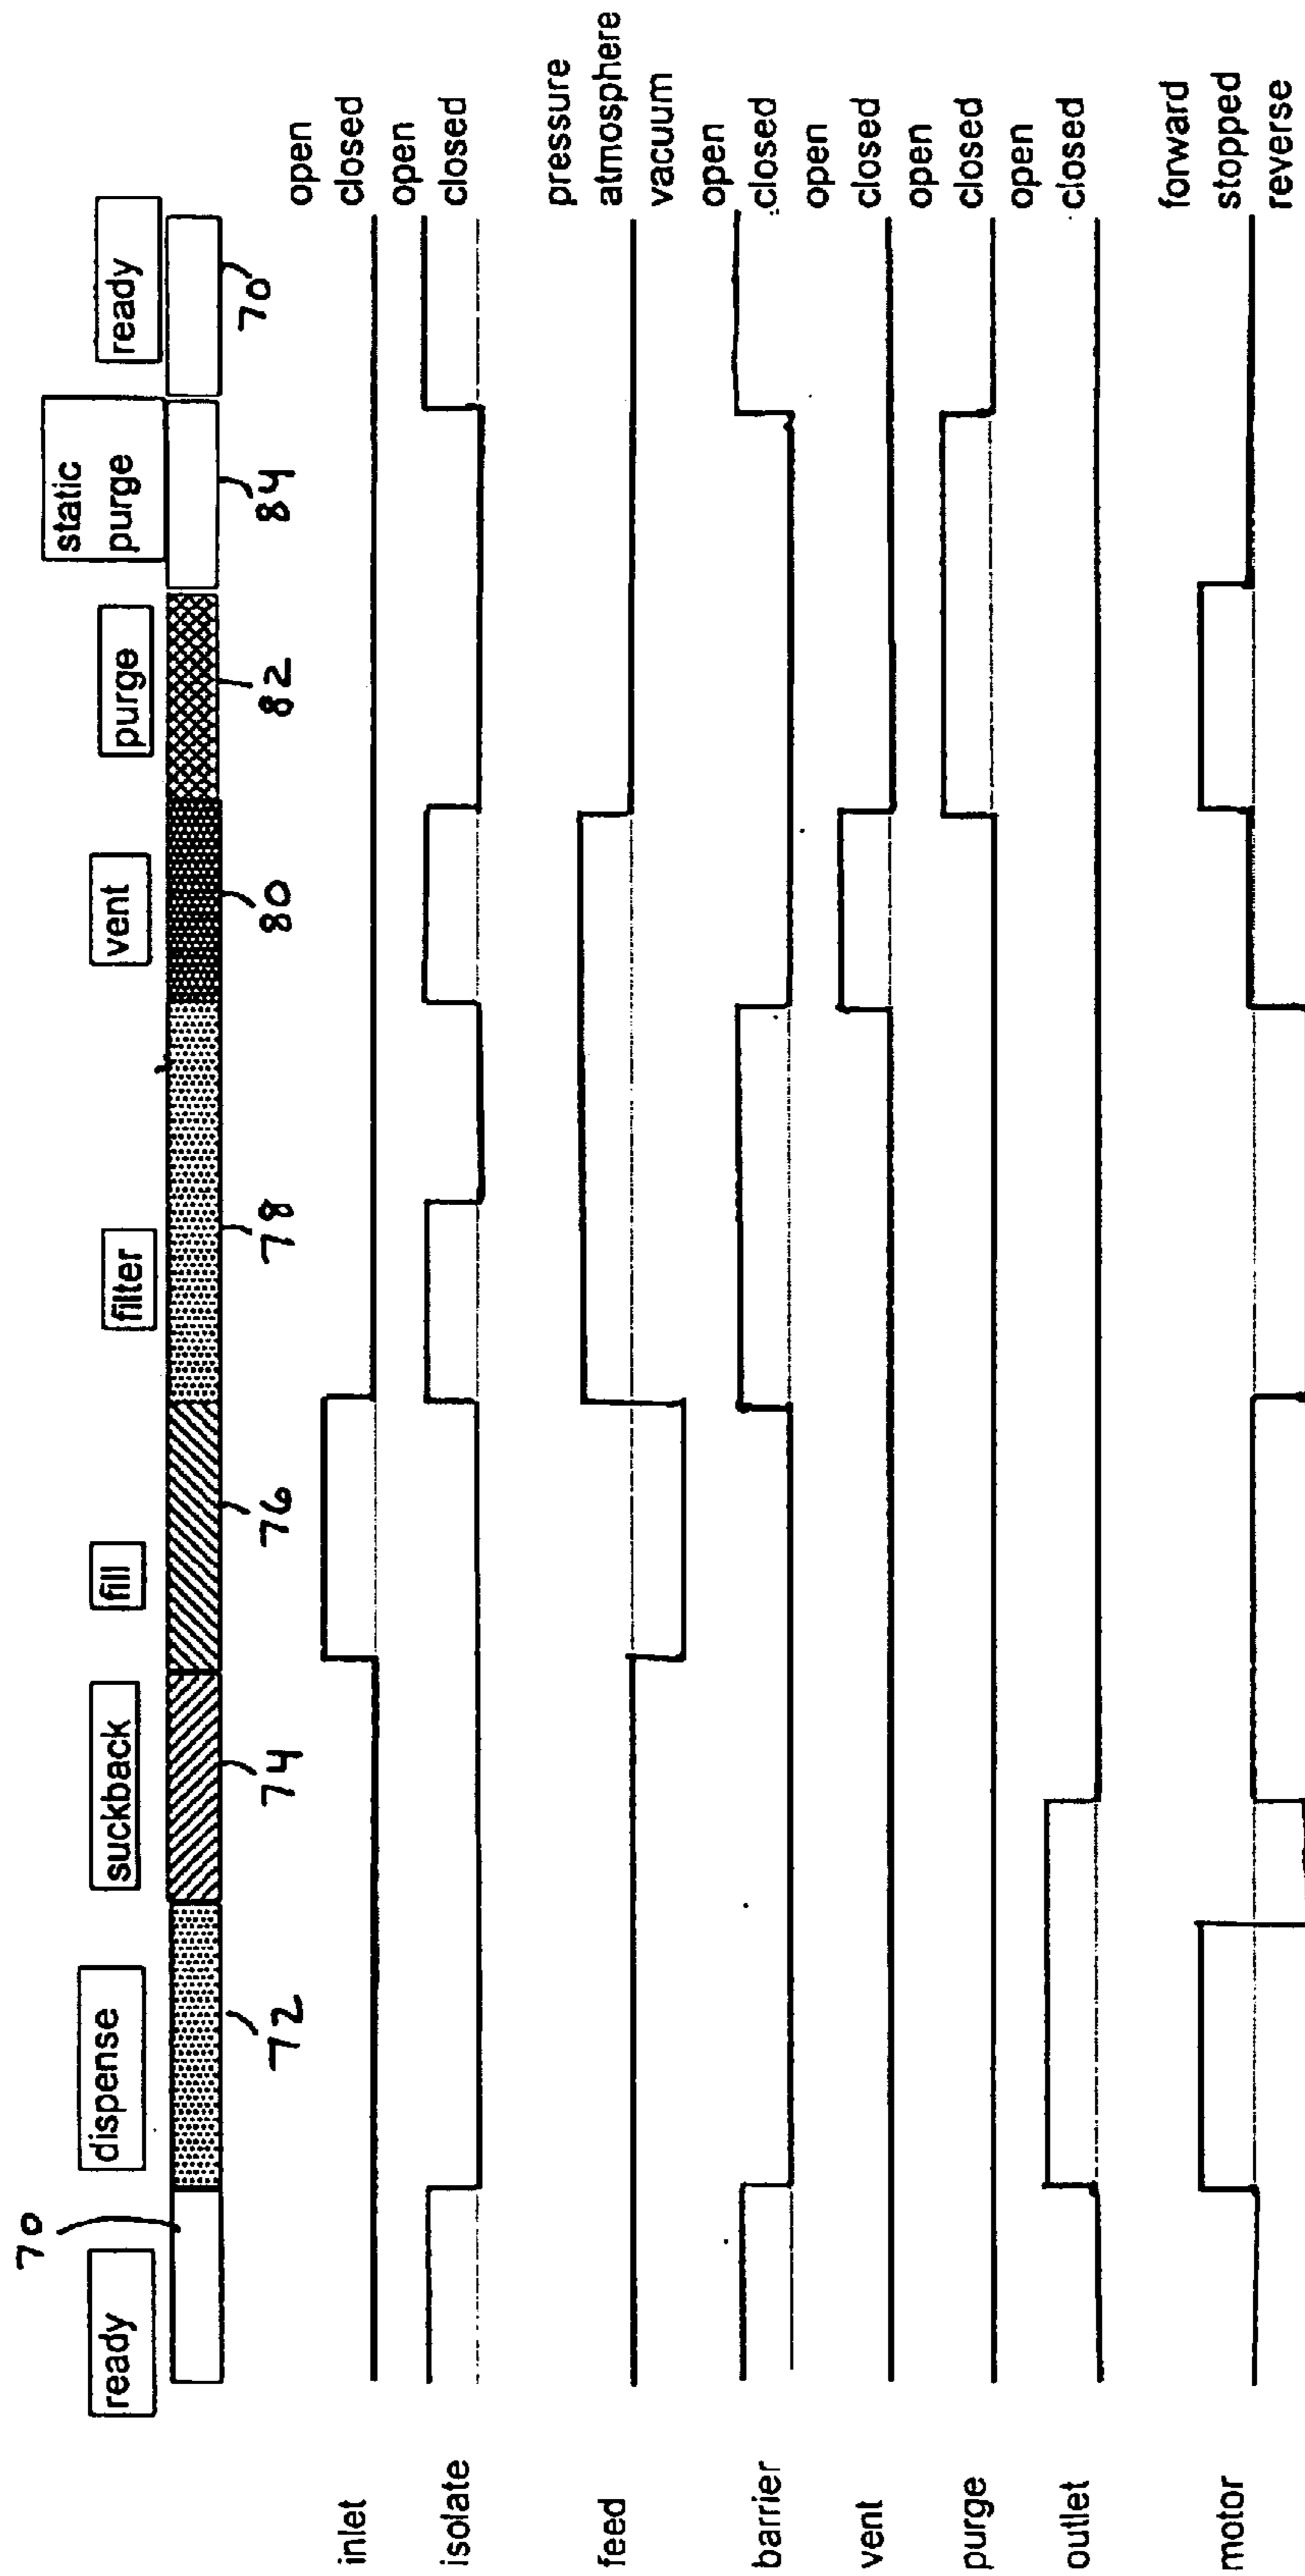 ready
dispense
suckback
fill
filter
vent
purge
static
purge
ready
70
72
74
76
78
80
82
84
70
inlet
open
closed
isolate
open
closed
feed
pressure
atmosphere
vacuum
barrier
open
closed
vent
open
closed
purge
open
closed
outlet
open
closed
motor
forward
stopped
reverse